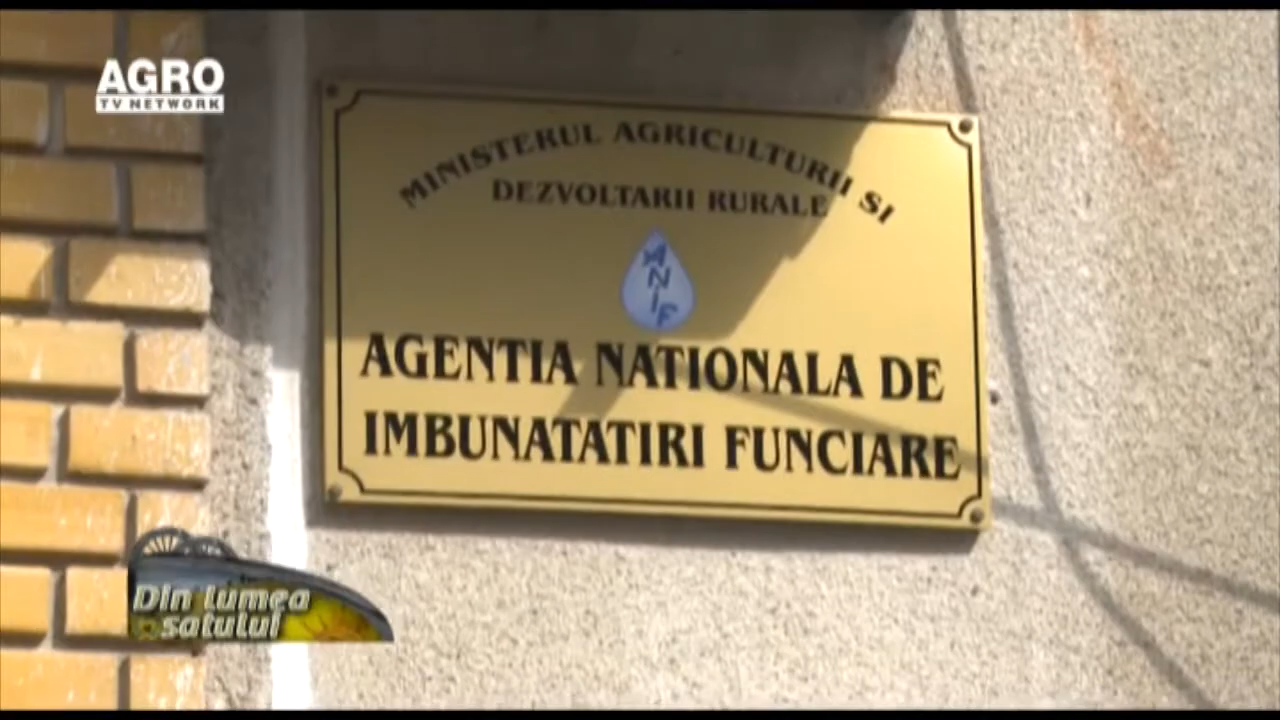 AGRO
TV NETWORK
MINISTERUL AGRICULTURII SI
DEZVOLTARII RURALE
ANIF
AGENTIA NATIONALA DE
IMBUNATATIRI FUNCIARE
Din lumea
satului